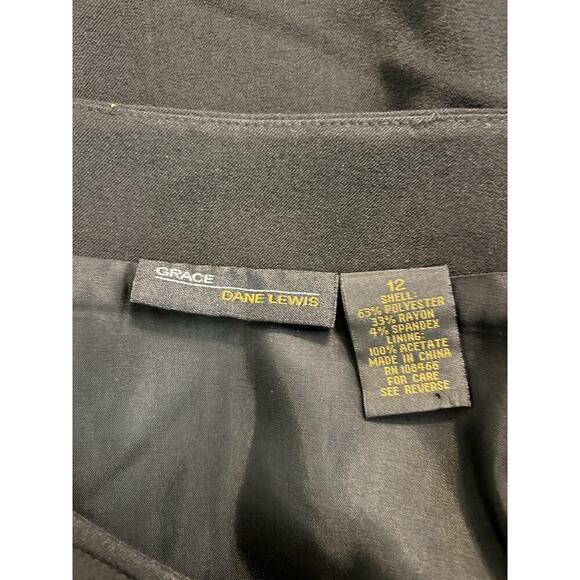 GRACE
DANE LEWIS
12
SHELL:
63% POLYESTER
33% RAYON
4% SPANDEX
LINING:
100% ACETATE
MADE IN CHINA
RN 108466
FOR CARE
SEE REVERSE